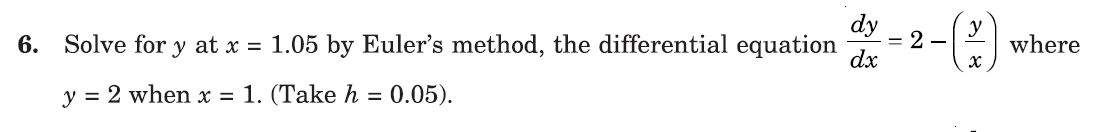 6. Solve for y at x = 1.05 by Euler's method, the differential equation dy/dx = 2 − (y/x) where
y = 2 when x = 1. (Take h = 0.05).